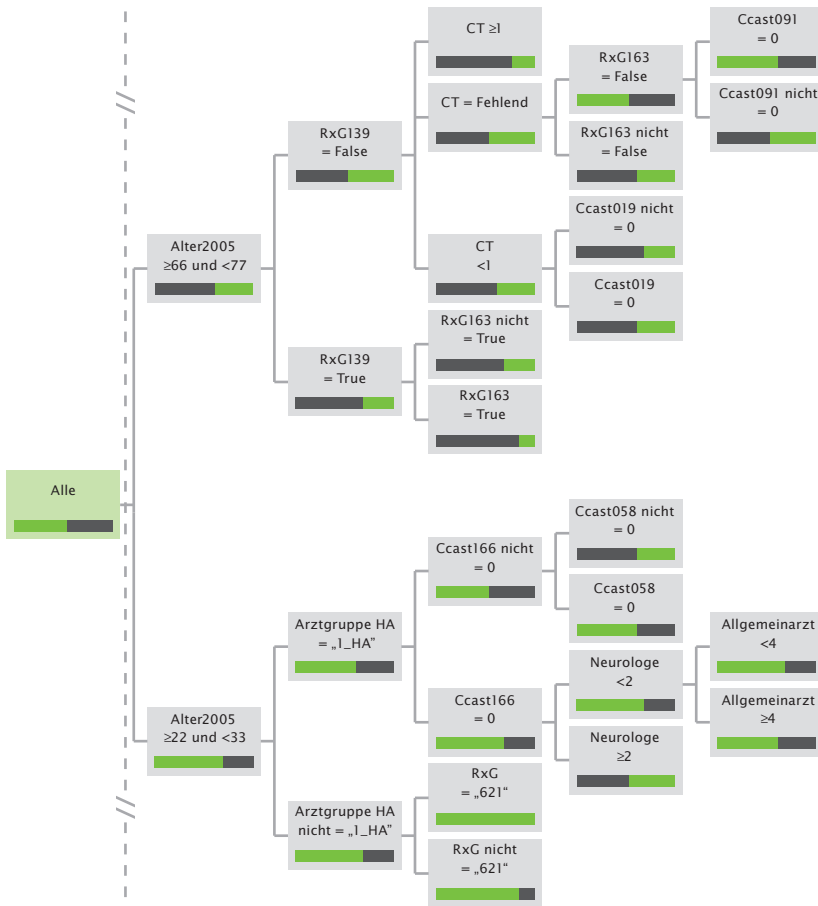 Alle
Alter2005
≥66 und <77
RxG139
= False
CT ≥1
CT = Fehlend
RxG163
= False
Ccast091
= 0
Ccast091 nicht
= 0
RxG163 nicht
= False
CT
<1
Ccast019 nicht
= 0
Ccast019
= 0
RxG139
= True
RxG163 nicht
= True
RxG163
= True
Alter2005
≥22 und <33
Arztgruppe HA
= „1_HA”
Ccast166 nicht
= 0
Ccast058 nicht
= 0
Ccast058
= 0
Ccast166
= 0
Neurologe
<2
Allgemeinarzt
<4
Allgemeinarzt
≥4
Neurologe
≥2
Arztgruppe HA
nicht = „1_HA”
RxG
= „621“
RxG nicht
= „621“